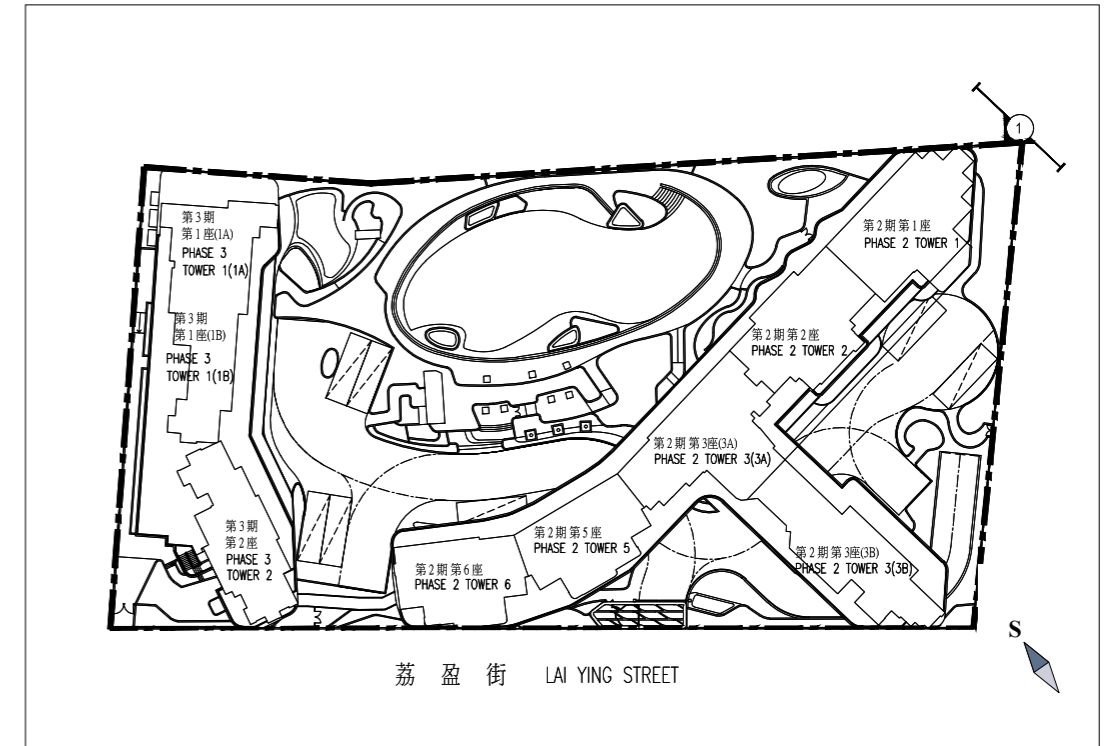 1
第2期第1座
PHASE 2 TOWER 1
第3期
第1座(1A)
PHASE 3
TOWER 1(1A)
第3期
第1座(1B)
PHASE 3
TOWER 1(1B)
第2期第2座
PHASE 2 TOWER 2
第2期第3座(3A)
PHASE 2 TOWER 3(3A)
第3期
第2座
PHASE 3
TOWER 2
第2期第5座
PHASE 2 TOWER 5
第2期第6座
PHASE 2 TOWER 6
第2期第3座(3B)
PHASE 2 TOWER 3(3B)
S
荔盈街 LAI YING STREET